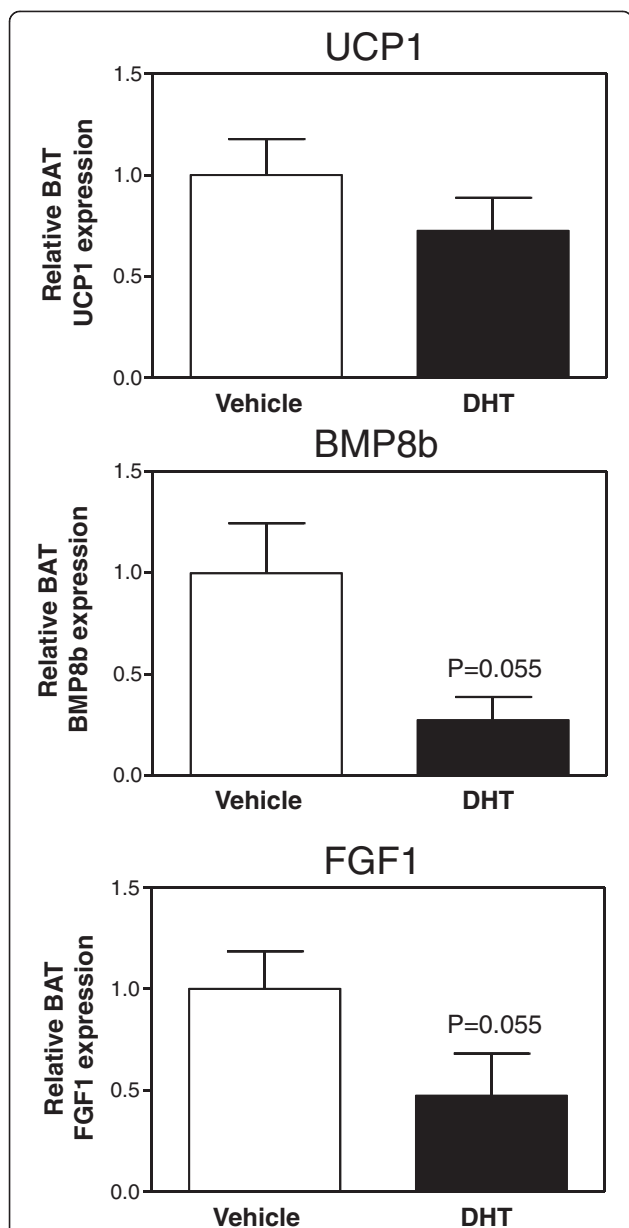 UCP1
1.5
1.0
0.5
0.0
Relative BAT
UCP1 expression
Vehicle DHT
BMP8b
1.5
1.0
0.5
0.0
Relative BAT
BMP8b expression
P=0.055
Vehicle DHT
FGF1
1.5
1.0
0.5
0.0
Relative BAT
FGF1 expression
P=0.055
Vehicle DHT